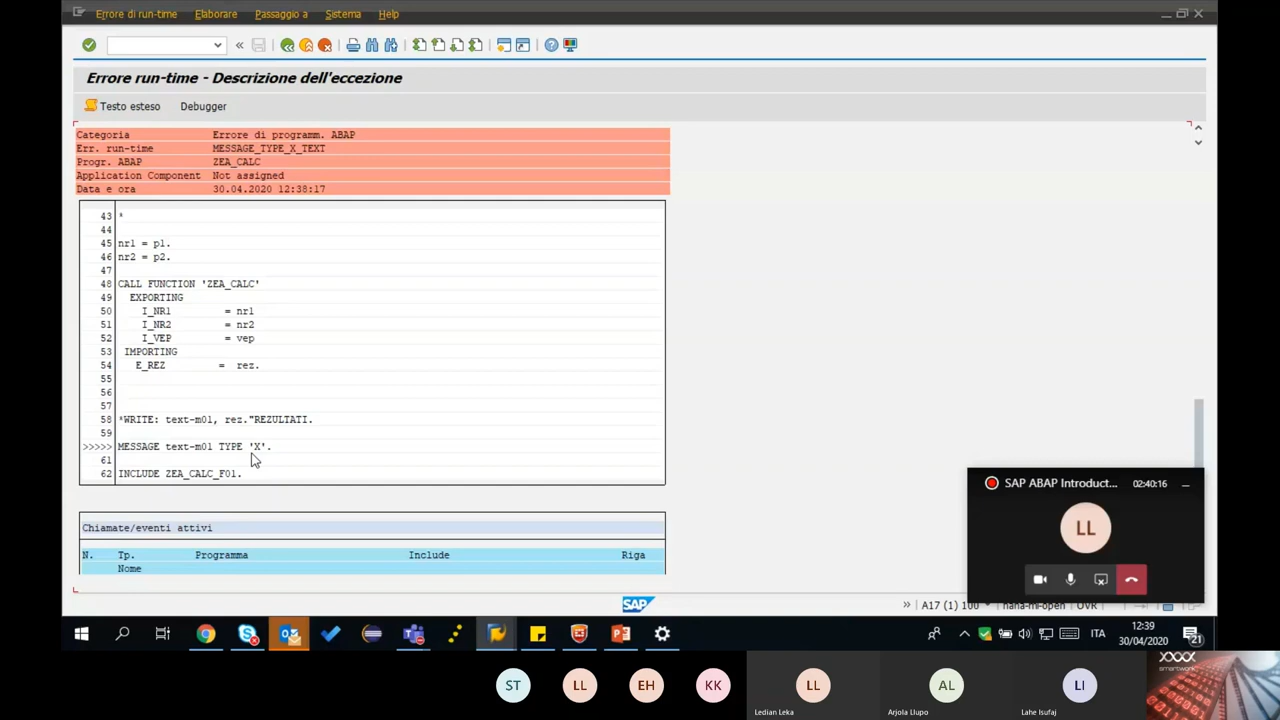 Errore di run-time Elaborare Passaggio a Sistema Help
Errore run-time - Descrizione dell'eccezione
Testo esteso Debugger
Categoria Errore di programm. ABAP
Err. run-time MESSAGE_TYPE_X_TEXT
Progr. ABAP ZEA_CALC
Application Component Not assigned
Data e ora 30.04.2020 12:38:17
43 *
44
45 nr1 = p1.
46 nr2 = p2.
47
48 CALL FUNCTION 'ZEA_CALC'
49 EXPORTING
50 I_NR1 = nr1
51 I_NR2 = nr2
52 I_VEP = vep
53 IMPORTING
54 E_REZ = rez.
55
56
57
58 *WRITE: text-m01, rez."REZULTATI.
59
>>>>> MESSAGE text-m01 TYPE 'X'.
61
62 INCLUDE ZEA_CALC_F01.
Chiamate/eventi attivi
N. Tp. Programma Include Riga
Nome
SAP ABAP Introduct... 02:40:16
LL
SAP
A17 (1) 100 hana-mi-open OVR
ITA
12:39
30/04/2020
21
ST LL EH KK LL AL LI
Ledian Leka Arjola Llupo Lahe Isufaj
XXXX
smartwork